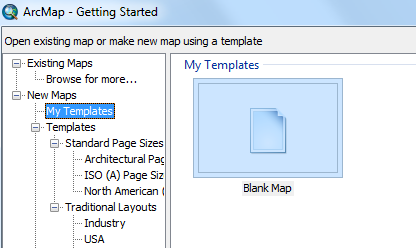 ArcMap - Getting Started
Open existing map or make new map using a template
Existing Maps
Browse for more...
New Maps
My Templates
Templates
Standard Page Sizes
Architectural Pag
ISO (A) Page Siz
North American (
Traditional Layouts
Industry
USA
My Templates
Blank Map